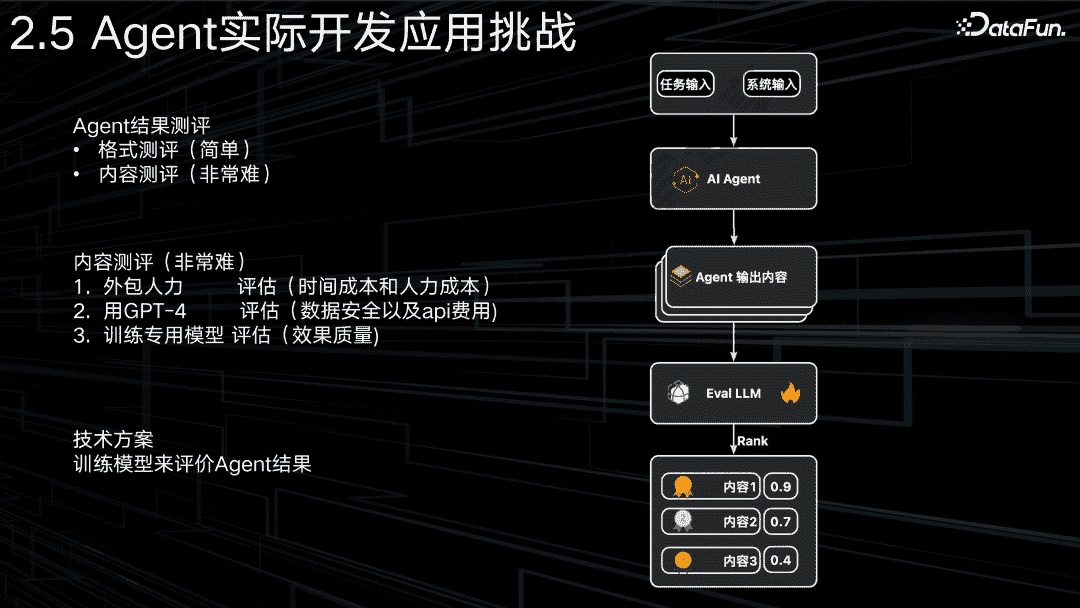 2.5 Agent实际开发应用挑战
DataFun.
Agent结果测评
• 格式测评（简单）
• 内容测评（非常难）
内容测评（非常难）
1. 外包人力 评估（时间成本和人力成本）
2. 用GPT-4 评估（数据安全以及api费用)
3. 训练专用模型 评估（效果质量)
技术方案
训练模型来评价Agent结果
任务输入 系统输入
AI AI Agent
Agent 输出内容
Eval LLM
Rank
内容1 0.9
内容2 0.7
内容3 0.4